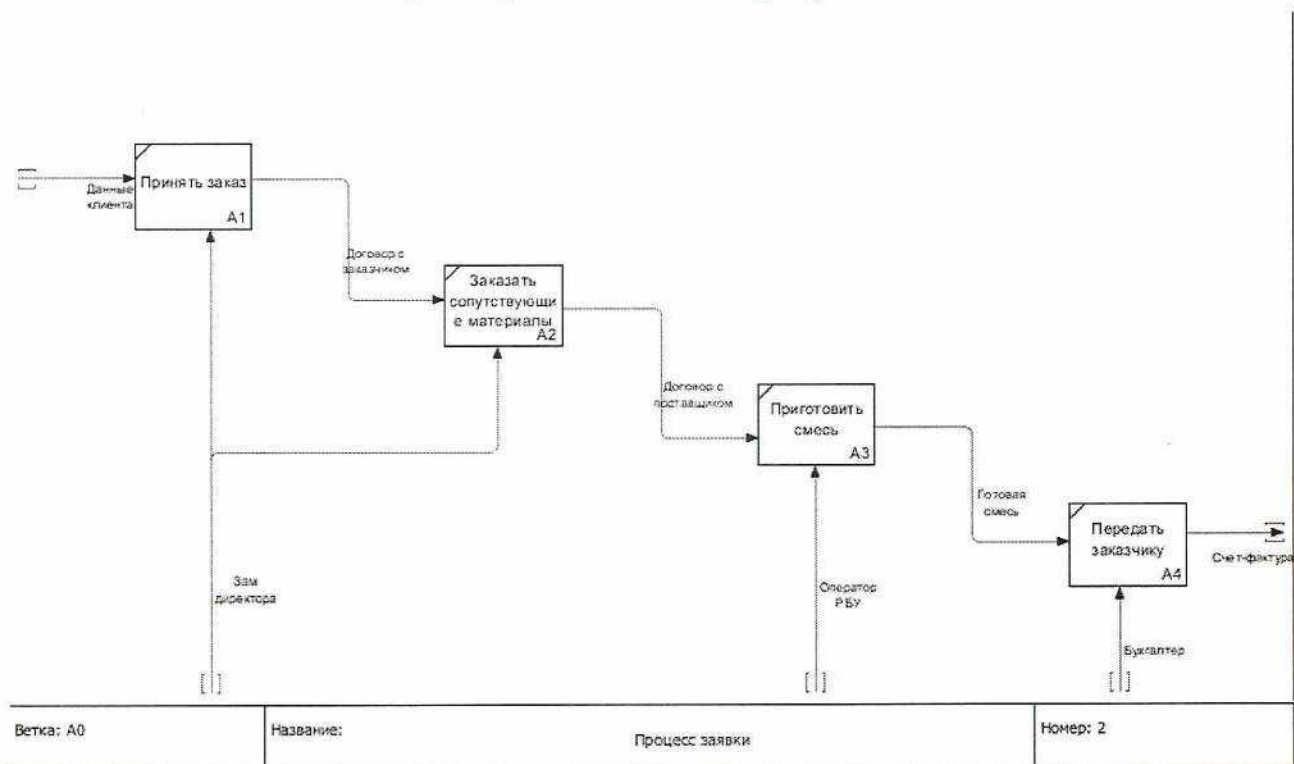 Принять заказ
A1
Данные
клиента
Договор с
заказчиком
Заказать
сопутствующи
е материалы
A2
Договор с
поставщиком
Приготовить
смесь
A3
Готовая
смесь
Передать
заказчику
A4
Счет-фактура
Зам
директора
Оператор
РБУ
Бухгалтер
Ветка: A0
Название:
Процесс заявки
Номер: 2